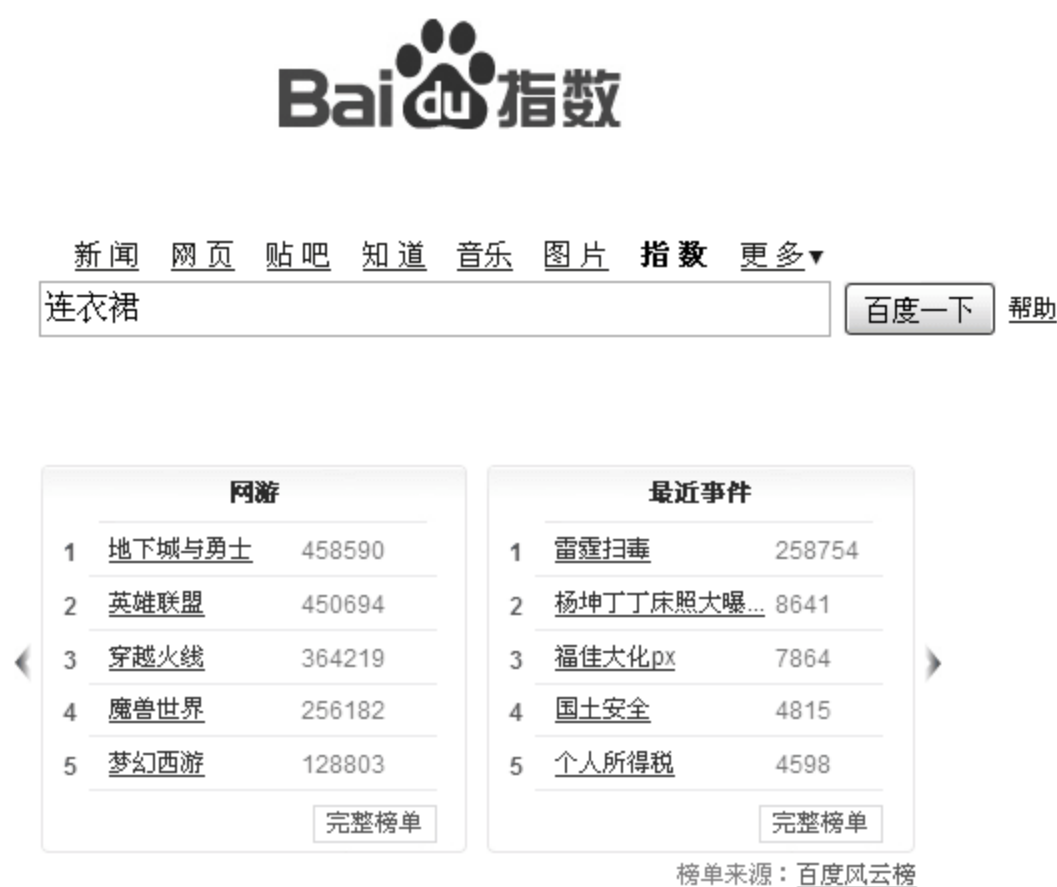 Baidu指数
新闻 网页 贴吧 知道 音乐 图片 指数 更多▼
连衣裙 百度一下 帮助
网游
1 地下城与勇士 458590
2 英雄联盟 450694
3 穿越火线 364219
4 魔兽世界 256182
5 梦幻西游 128803
完整榜单
最近事件
1 雷霆扫毒 258754
2 杨坤丁丁床照大曝... 8641
3 福佳大化px 7864
4 国土安全 4815
5 个人所得税 4598
完整榜单
榜单来源：百度风云榜